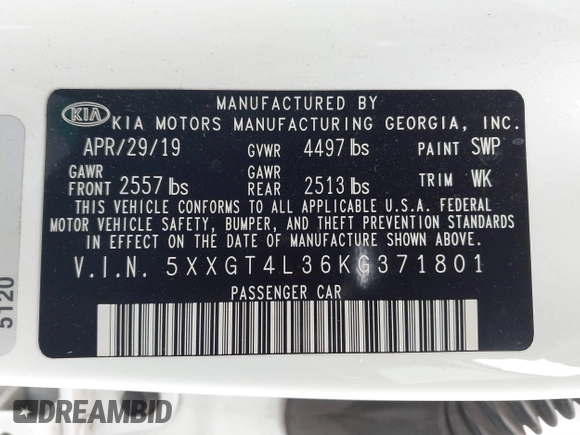 MANUFACTURED BY
KIA KIA MOTORS MANUFACTURING GEORGIA, INC.
APR/29/19 GVWR 4497 lbs PAINT SWP
GAWR FRONT 2557 lbs GAWR REAR 2513 lbs TRIM WK
THIS VEHICLE CONFORMS TO ALL APPLICABLE U.S.A. FEDERAL
MOTOR VEHICLE SAFETY, BUMPER, AND THEFT PREVENTION STANDARDS
IN EFFECT ON THE DATE OF MANUFACTURE SHOWN ABOVE.
V.I.N. 5XXGT4L36KG371801
PASSENGER CAR
5120
DREAMBID